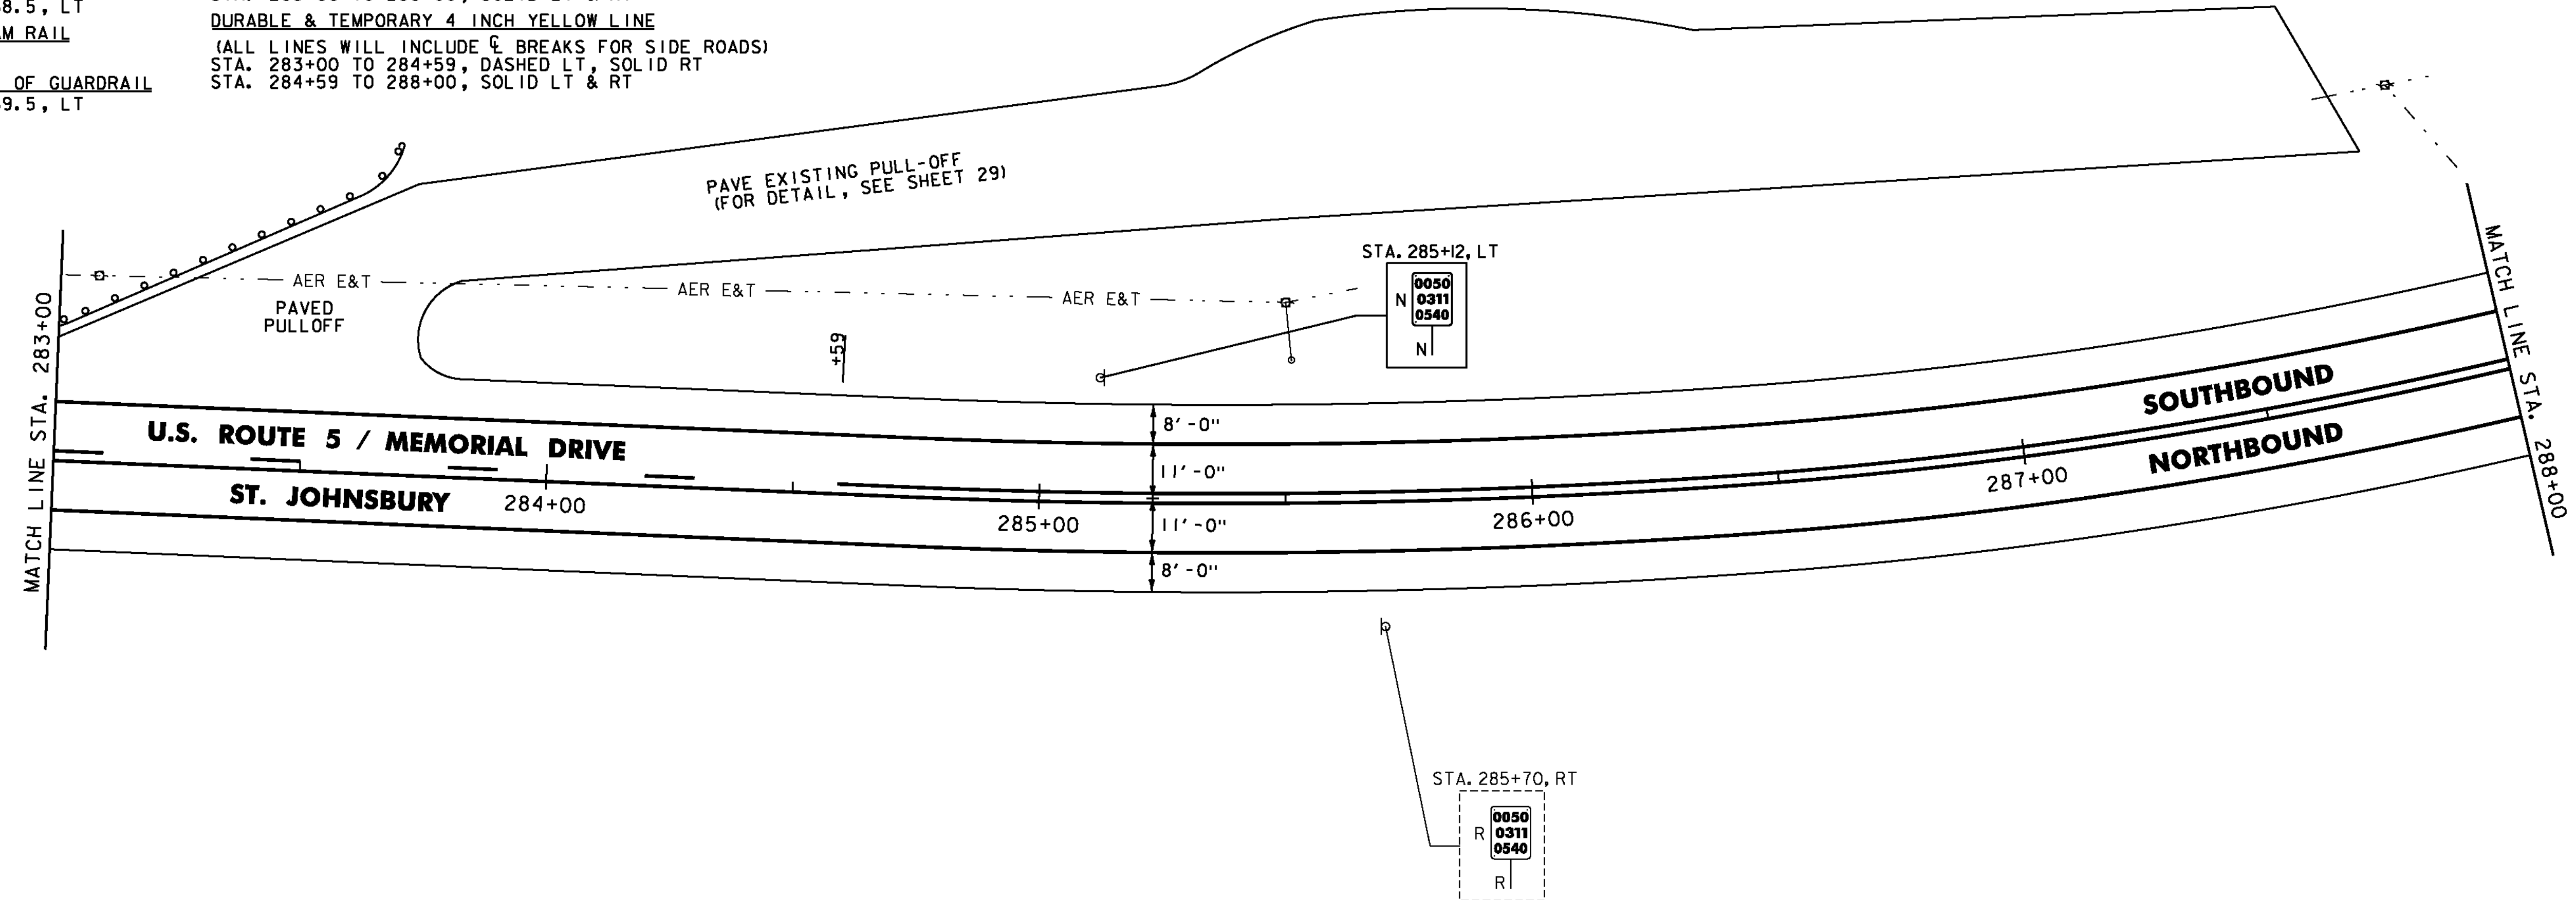 8.5, LT
M RAIL
OF GUARDRAIL
9.5, LT
DURABLE & TEMPORARY 4 INCH YELLOW LINE
(ALL LINES WILL INCLUDE ℄ BREAKS FOR SIDE ROADS)
STA. 283+00 TO 284+59, DASHED LT, SOLID RT
STA. 284+59 TO 288+00, SOLID LT & RT
PAVE EXISTING PULL-OFF
(FOR DETAIL, SEE SHEET 29)
STA. 285+12, LT
N
0050
0311
0540
N
AER E&T
AER E&T
AER E&T
PAVED
PULLOFF
+59
MATCH LINE STA. 283+00
MATCH LINE STA. 288+00
8'-0"
11'-0"
11'-0"
8'-0"
U.S. ROUTE 5 / MEMORIAL DRIVE
ST. JOHNSBURY
SOUTHBOUND
NORTHBOUND
284+00
285+00
286+00
287+00
STA. 285+70, RT
R
0050
0311
0540
R